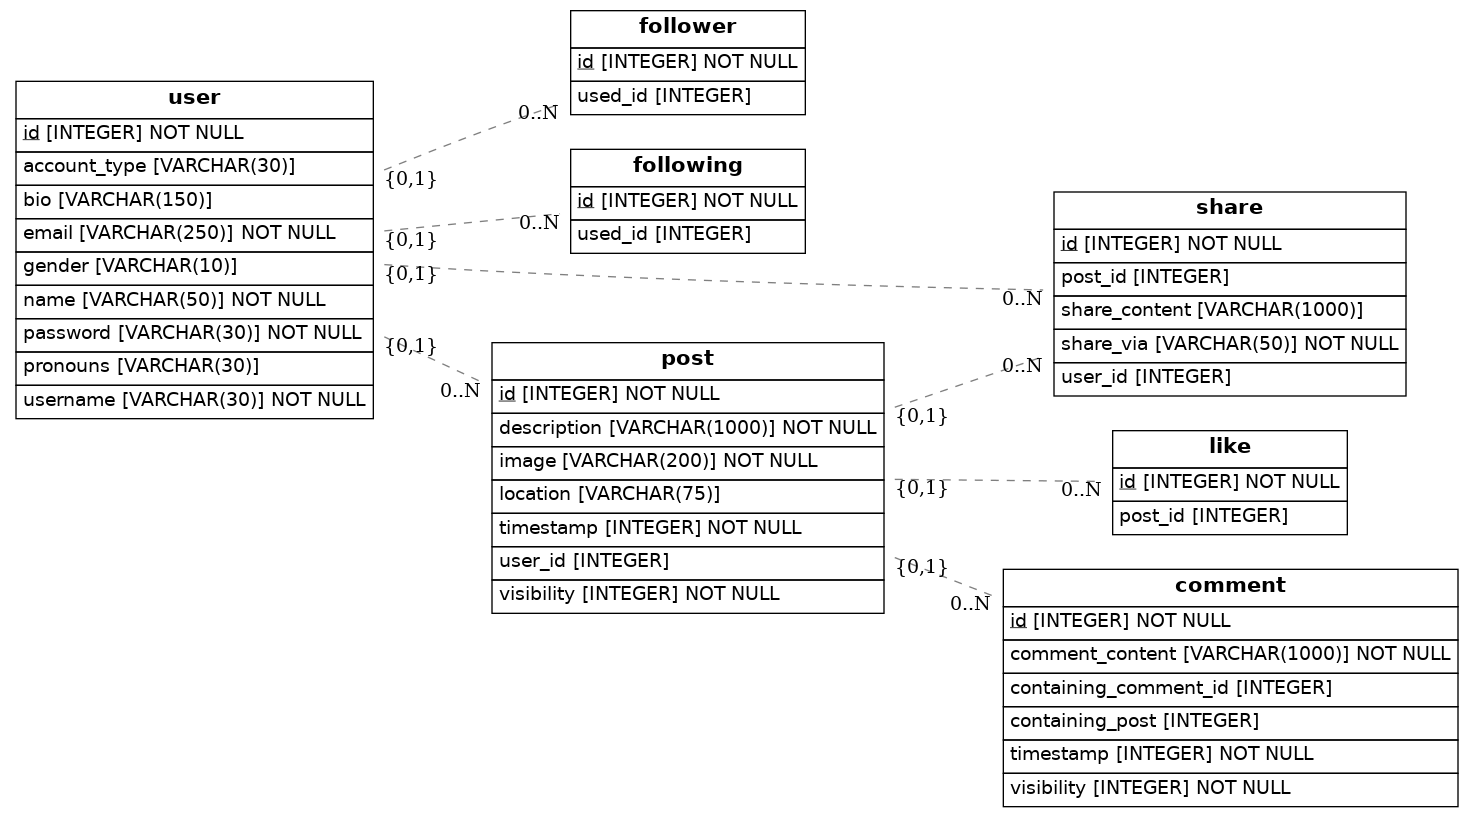 user
id [INTEGER] NOT NULL
account_type [VARCHAR(30)]
bio [VARCHAR(150)]
email [VARCHAR(250)] NOT NULL
gender [VARCHAR(10)]
name [VARCHAR(50)] NOT NULL
password [VARCHAR(30)] NOT NULL
pronouns [VARCHAR(30)]
username [VARCHAR(30)] NOT NULL
{0,1}
0..N
{0,1}
0..N
{0,1}
0..N
{0,1}
0..N
follower
id [INTEGER] NOT NULL
used_id [INTEGER]
following
id [INTEGER] NOT NULL
used_id [INTEGER]
post
id [INTEGER] NOT NULL
description [VARCHAR(1000)] NOT NULL
image [VARCHAR(200)] NOT NULL
location [VARCHAR(75)]
timestamp [INTEGER] NOT NULL
user_id [INTEGER]
visibility [INTEGER] NOT NULL
{0,1}
0..N
{0,1}
0..N
{0,1}
0..N
share
id [INTEGER] NOT NULL
post_id [INTEGER]
share_content [VARCHAR(1000)]
share_via [VARCHAR(50)] NOT NULL
user_id [INTEGER]
like
id [INTEGER] NOT NULL
post_id [INTEGER]
comment
id [INTEGER] NOT NULL
comment_content [VARCHAR(1000)] NOT NULL
containing_comment_id [INTEGER]
containing_post [INTEGER]
timestamp [INTEGER] NOT NULL
visibility [INTEGER] NOT NULL